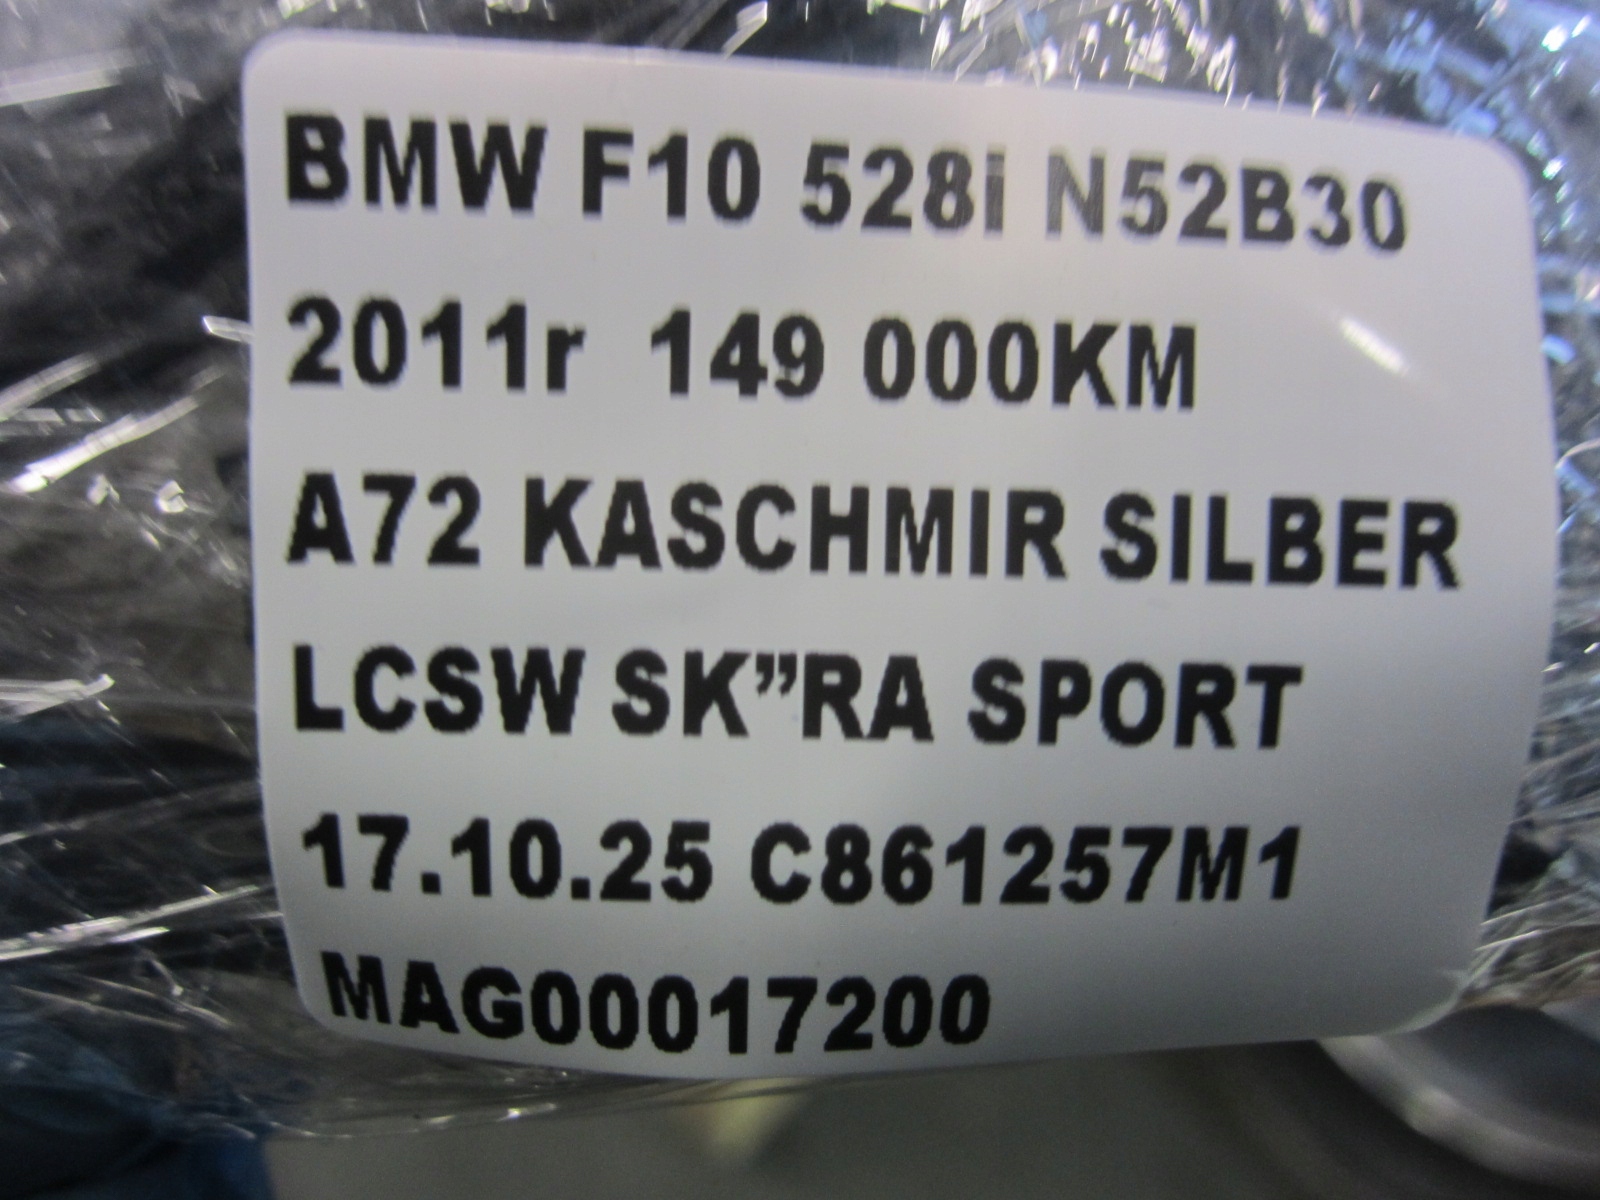 BMW F10 528i N52B30
2011r 149 000KM
A72 KASCHMIR SILBER
LCSW SK”RA SPORT
17.10.25 C861257M1
MAG00017200